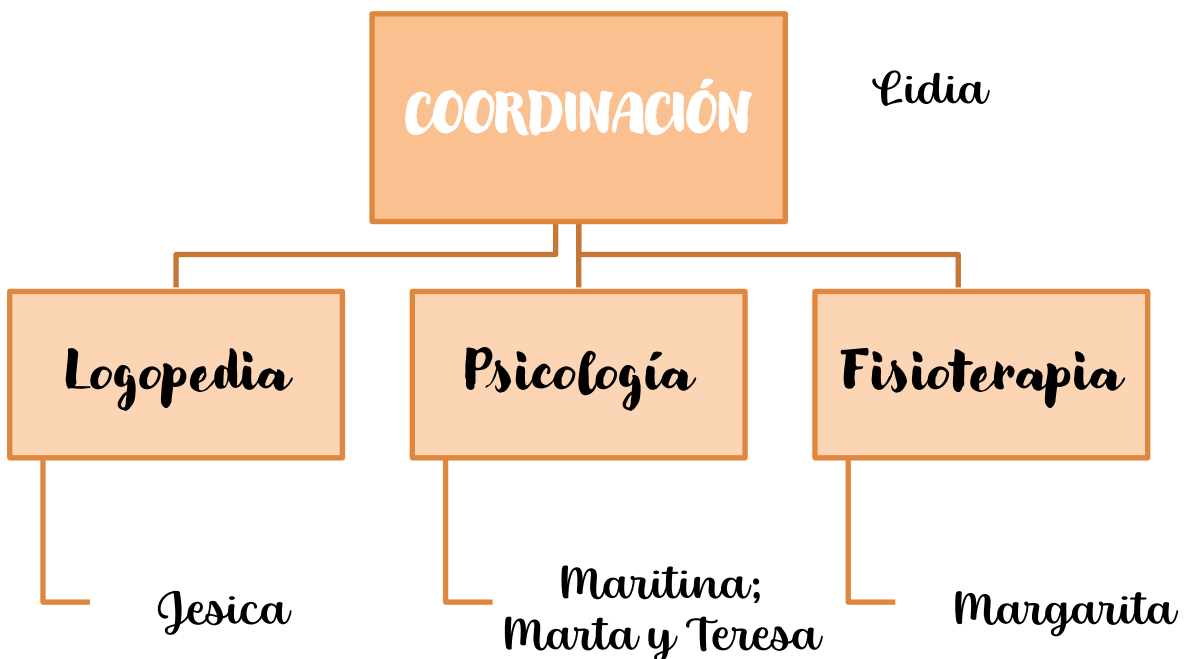 COORDINACIÓN
Lidia
Logopedia
Psicología
Fisioterapia
Jesica
Maritina;
Marta y Teresa
Margarita